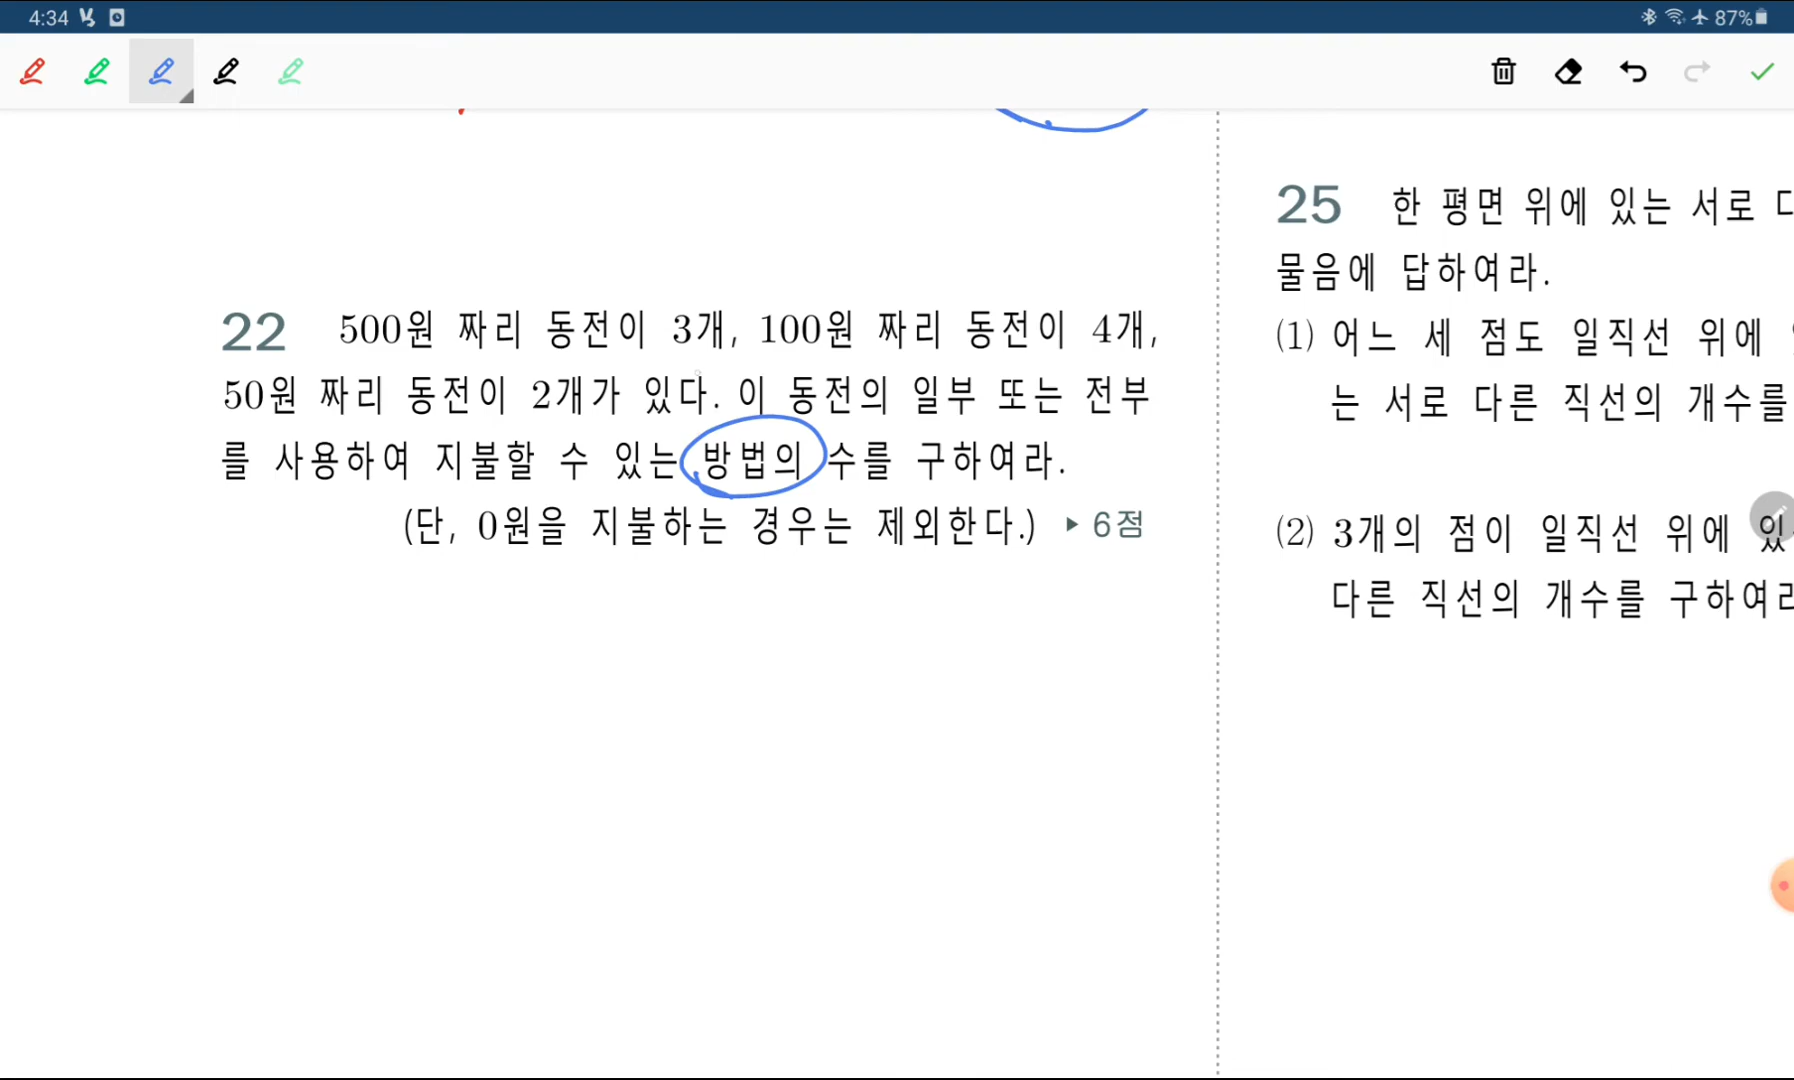 4:34
87%
22 500원 짜리 동전이 3개, 100원 짜리 동전이 4개,
50원 짜리 동전이 2개가 있다. 이 동전의 일부 또는 전부
를 사용하여 지불할 수 있는 방법의 수를 구하여라.
(단, 0원을 지불하는 경우는 제외한다.) ▶ 6점
25 한 평면 위에 있는 서로
물음에 답하여라.
(1) 어느 세 점도 일직선 위에
는 서로 다른 직선의 개수를
(2) 3개의 점이 일직선 위에 있
다른 직선의 개수를 구하여라